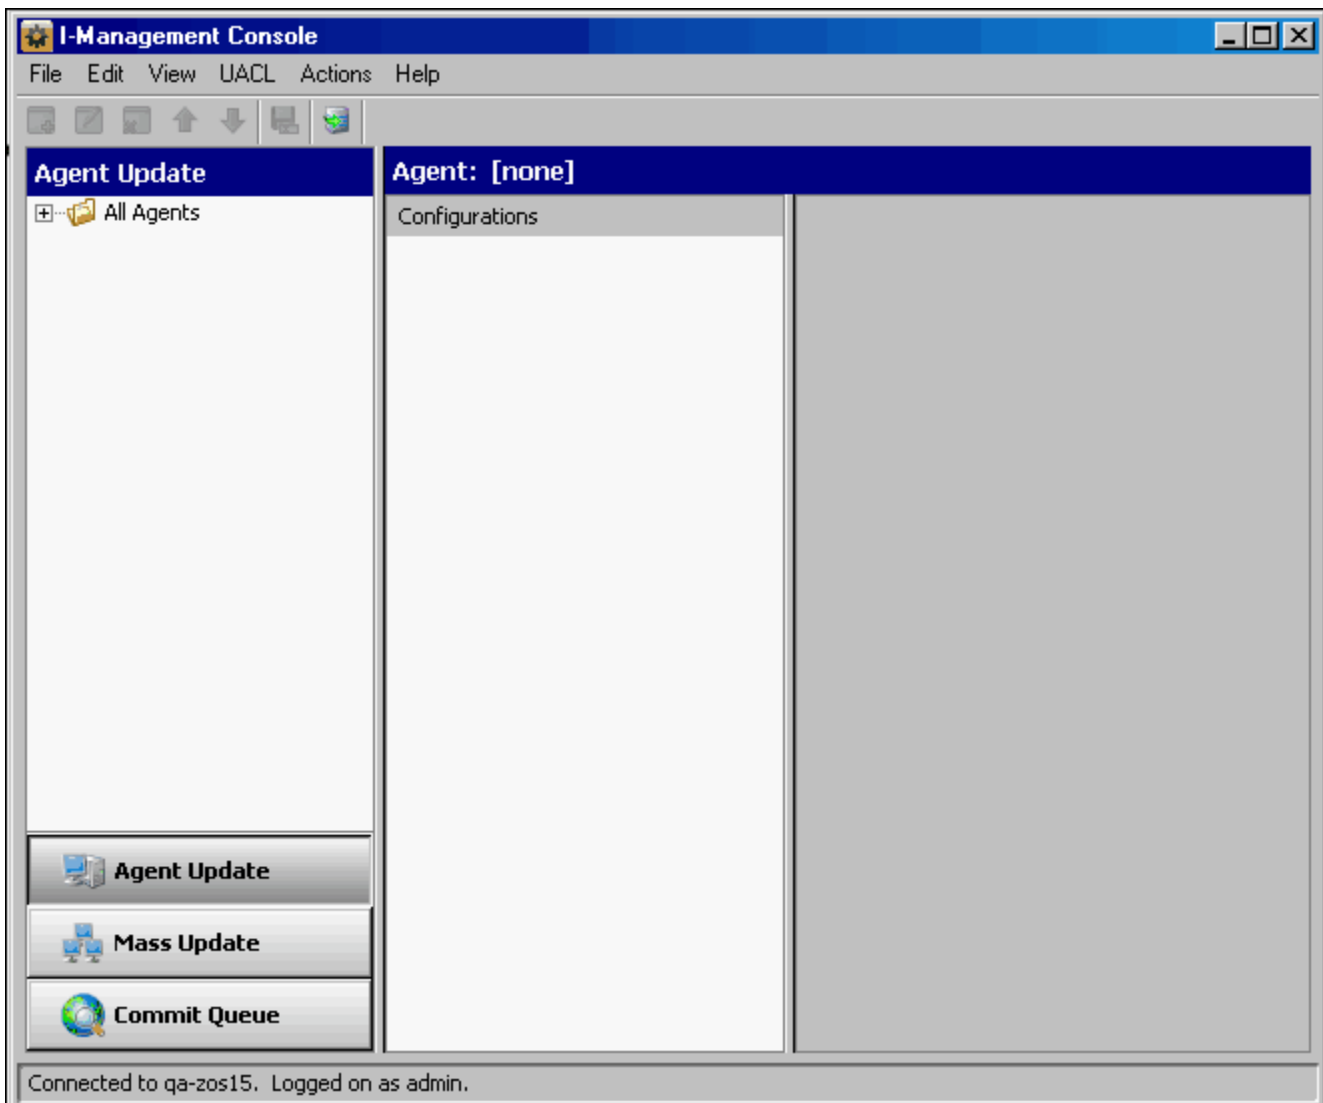 I-Management Console
File Edit View UACL Actions Help
Agent Update
Agent: [none]
All Agents
Configurations
Agent Update
Mass Update
Commit Queue
Connected to qa-zos15. Logged on as admin.